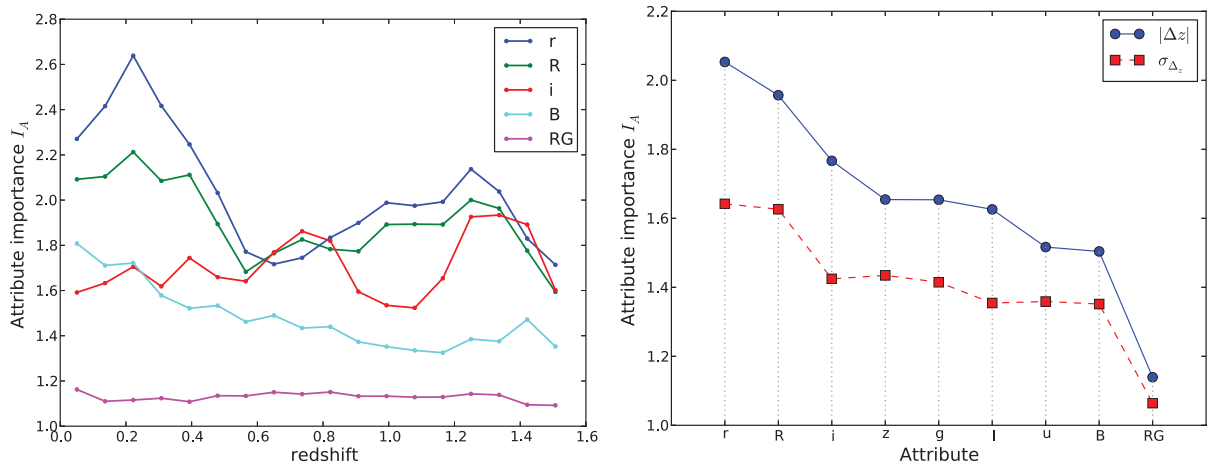 2.8
2.6
2.4
2.2
2.0
1.8
1.6
1.4
1.2
1.0
Attribute importance I_A
0.0 0.2 0.4 0.6 0.8 1.0 1.2 1.4 1.6
redshift
r
R
i
B
RG
2.2
2.0
1.8
1.6
1.4
1.2
1.0
Attribute importance I_A
r R i z g I u B RG
Attribute
|Δz|
σ_Δ_z